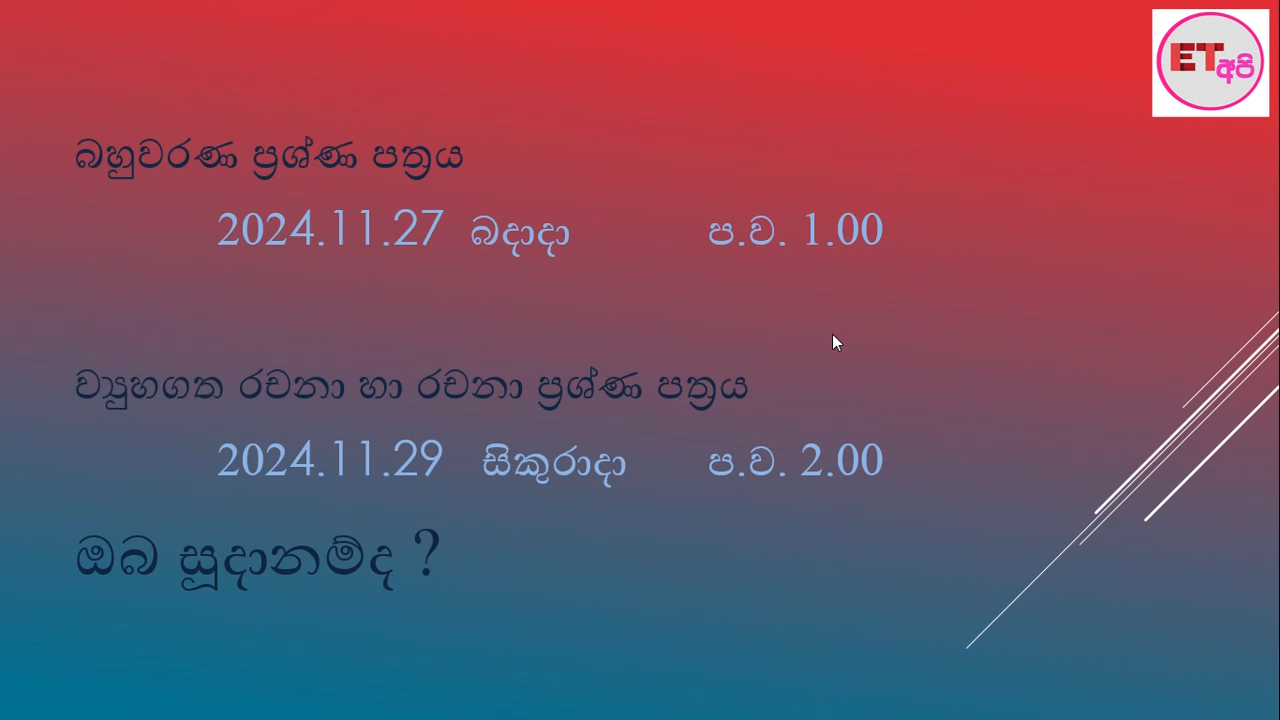 ET
අපි
බහුවරණ ප්‍රශ්ණ පත්‍රය
2024.11.27 බදාදා ප.ව. 1.00
ව්‍යුහගත රචනා හා රචනා ප්‍රශ්ණ පත්‍රය
2024.11.29 සිකුරාදා ප.ව. 2.00
ඔබ සූදානම්ද ?